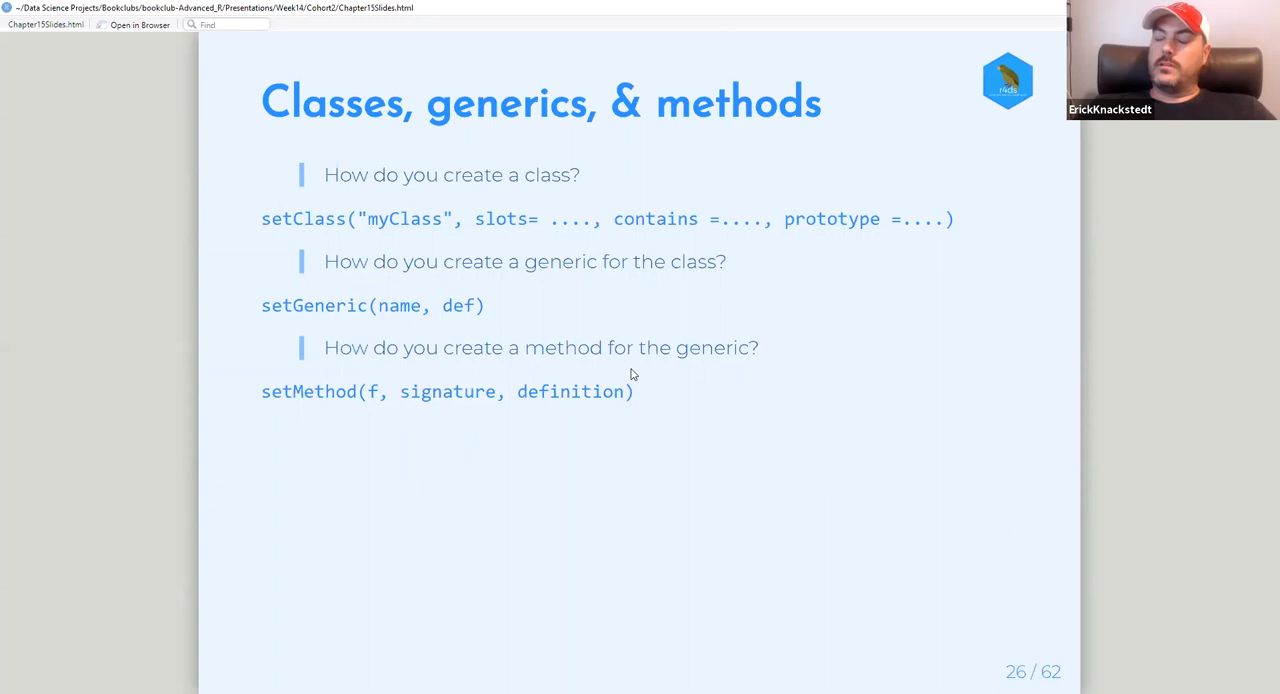 ~/Data Science Projects/Bookclubs/bookclub-Advanced_R/Presentations/Week14/Cohort2/Chapter15Slides.html
Chapter15Slides.html
Open in Browser
Find
ErickKnackstedt
r4ds
Classes, generics, & methods
How do you create a class?
setClass("myClass", slots= ...., contains =...., prototype =....)
How do you create a generic for the class?
setGeneric(name, def)
How do you create a method for the generic?
setMethod(f, signature, definition)
26 / 62